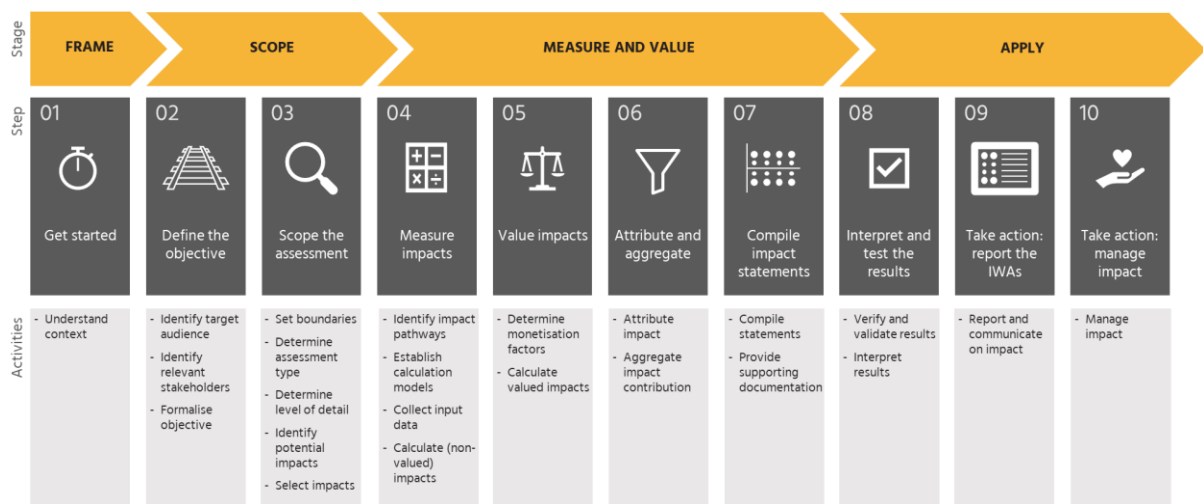 Stage
FRAME
SCOPE
MEASURE AND VALUE
APPLY
Step
01
Get started
02
Define the
objective
03
Scope the
assessment
04
Measure
impacts
05
Value impacts
06
Attribute and
aggregate
07
Compile
impact
statements
08
Interpret and
test the
results
09
Take action:
report the
IWAs
10
Take action:
manage
impact
Activities
- Understand
context
- Identify target
audience
- Identify
relevant
stakeholders
- Formalise
objective
- Set boundaries
- Determine
assessment
type
- Determine
level of detail
- Identify
potential
impacts
- Select impacts
- Identify impact
pathways
- Establish
calculation
models
- Collect input
data
- Calculate (non-
valued)
impacts
- Determine
monetisation
factors
- Calculate
valued impacts
- Attribute
impact
- Aggregate
impact
contribution
- Compile
statements
- Provide
supporting
documentation
- Verify and
validate results
- Interpret
results
- Report and
communicate
on impact
- Manage
impact